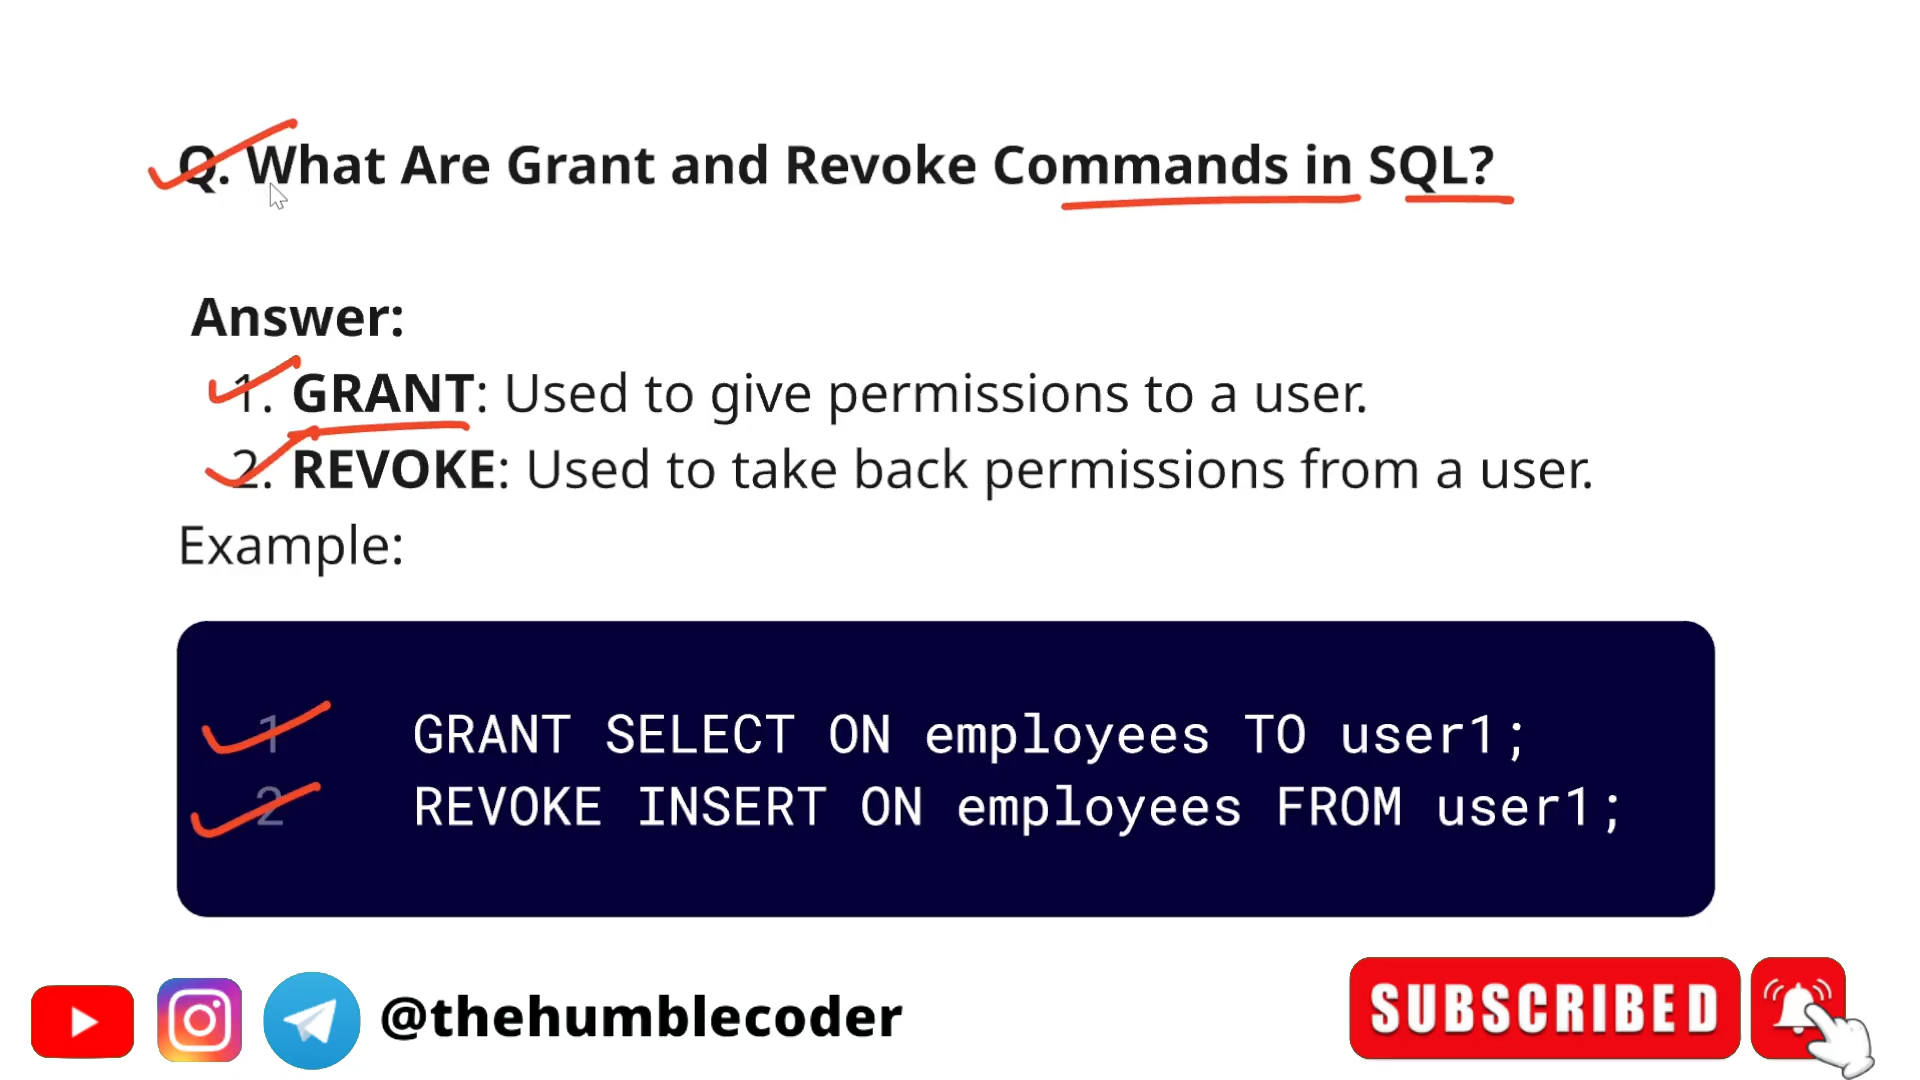 Q. What Are Grant and Revoke Commands in SQL?
Answer:
1. GRANT: Used to give permissions to a user.
2. REVOKE: Used to take back permissions from a user.
Example:
1 GRANT SELECT ON employees TO user1;
2 REVOKE INSERT ON employees FROM user1;
@thehumblecoder
SUBSCRIBED